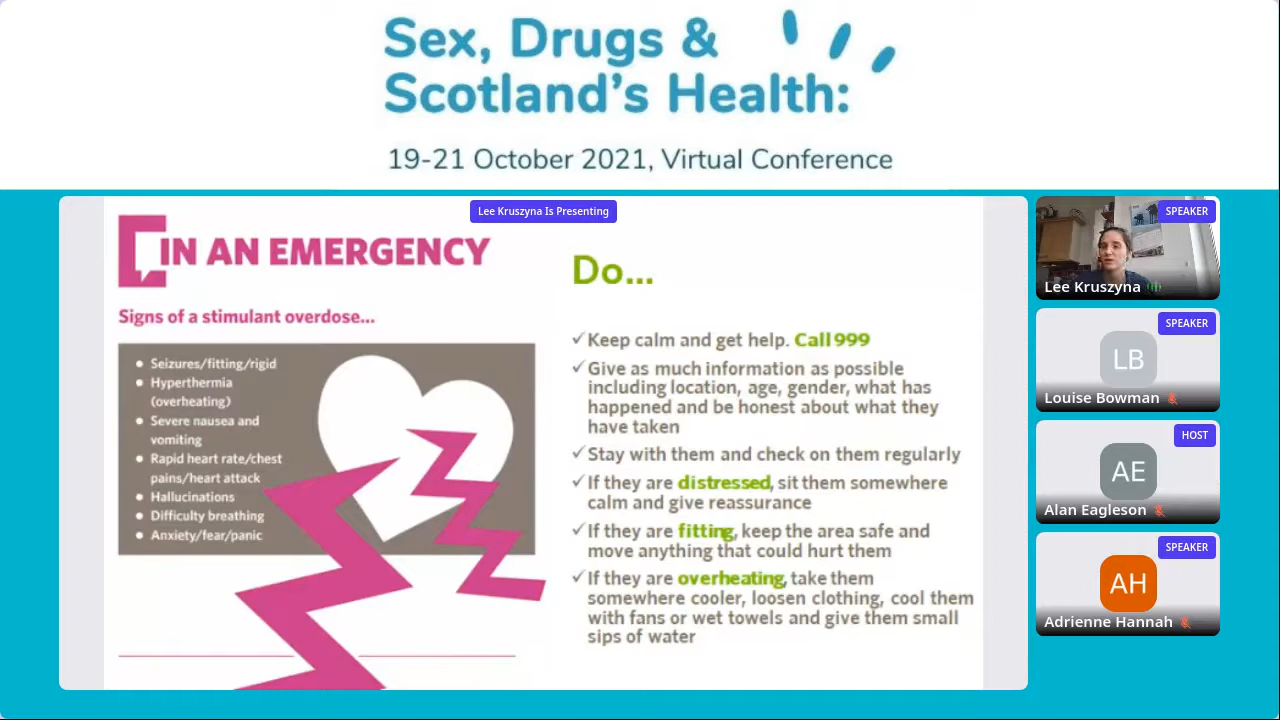 Sex, Drugs &
Scotland's Health:
19-21 October 2021, Virtual Conference
Lee Kruszyna Is Presenting
IN AN EMERGENCY
Signs of a stimulant overdose...
● Seizures/fitting/rigid
● Hyperthermia
(overheating)
● Severe nausea and
vomiting
● Rapid heart rate/chest
pains/heart attack
● Hallucinations
● Difficulty breathing
● Anxiety/fear/panic
Do...
✓Keep calm and get help. Call 999
✓Give as much information as possible
including location, age, gender, what has
happened and be honest about what they
have taken
✓Stay with them and check on them regularly
✓If they are distressed, sit them somewhere
calm and give reassurance
✓If they are fitting, keep the area safe and
move anything that could hurt them
✓If they are overheating, take them
somewhere cooler, loosen clothing, cool them
with fans or wet towels and give them small
sips of water
SPEAKER
Lee Kruszyna
SPEAKER
LB
Louise Bowman
HOST
AE
Alan Eagleson
SPEAKER
AH
Adrienne Hannah